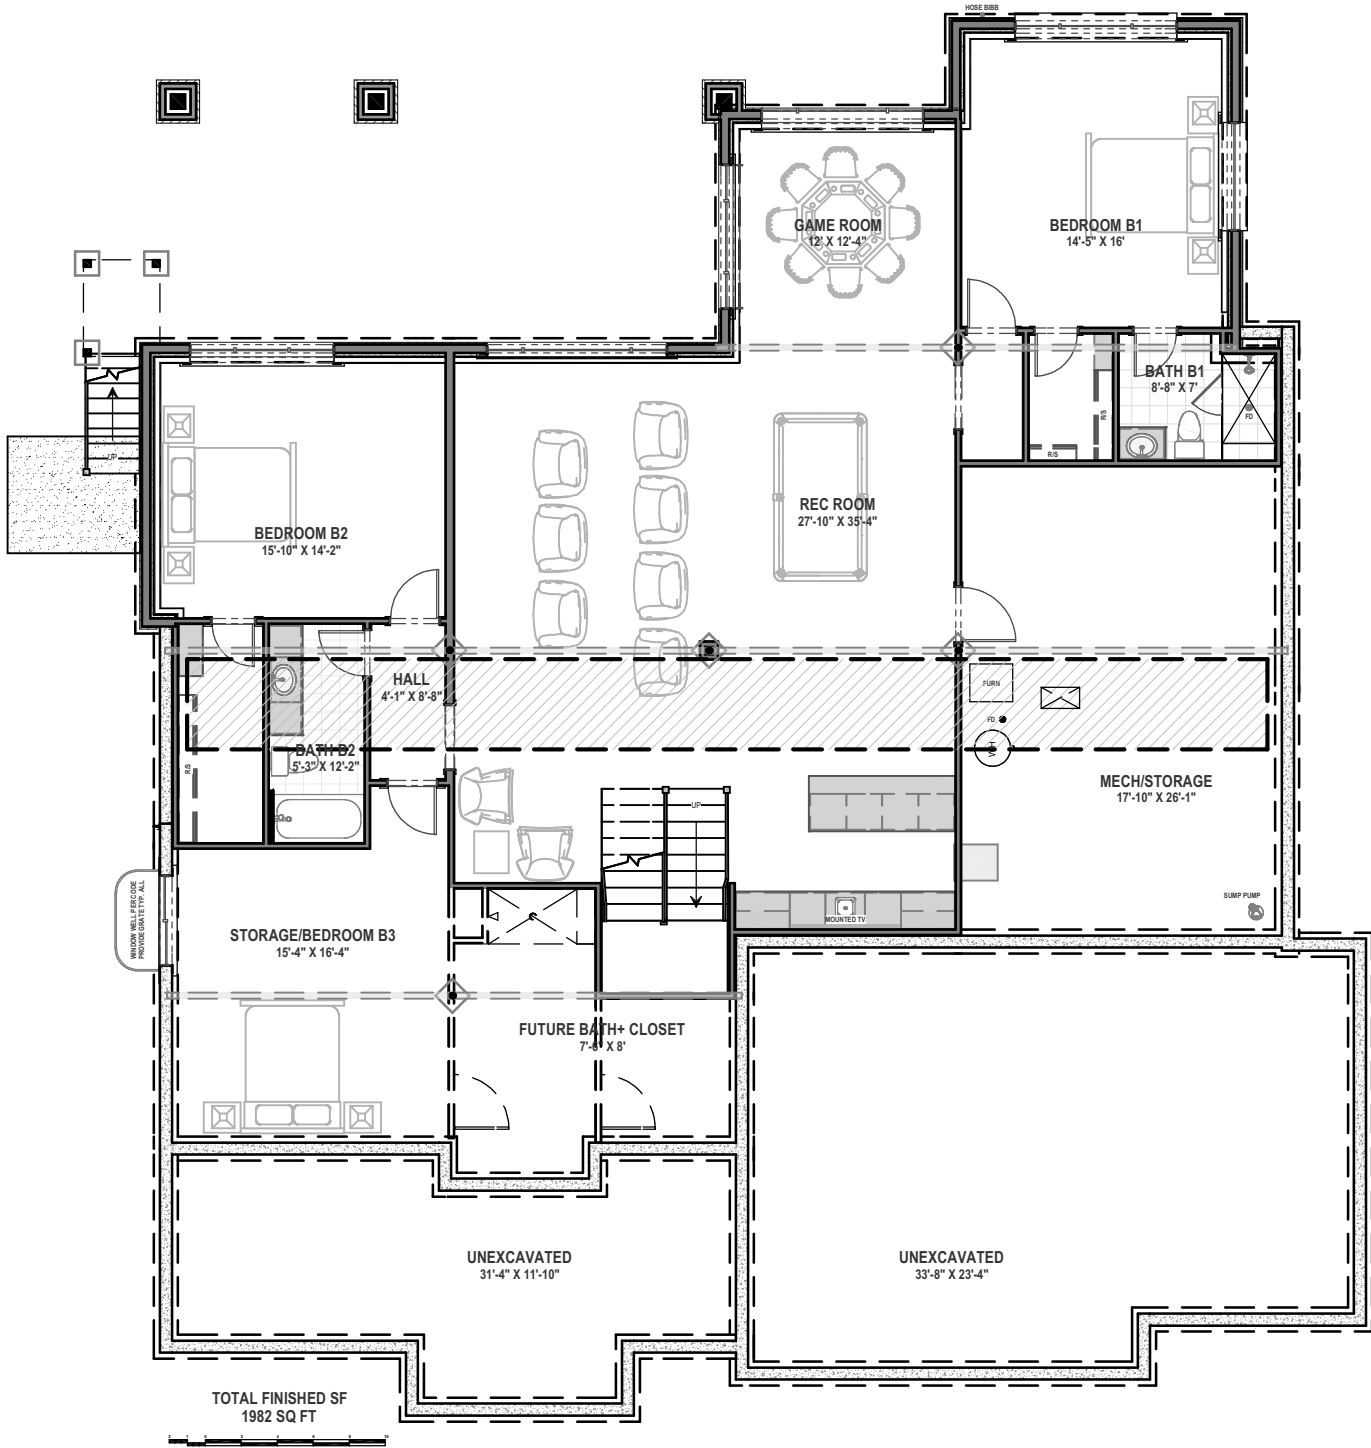 HOSE BIBB
GAME ROOM
12' X 12'-4"
BEDROOM B1
14'-5" X 16'
BATH B1
8'-8" X 7'
FD
R/S
R/S
UP
REC ROOM
27'-10" X 35'-4"
BEDROOM B2
15'-10" X 14'-2"
HALL
4'-1" X 8'-8"
FURN
FD
WH
BATH B2
5'-3" X 12'-2"
R/S
MECH/STORAGE
17'-10" X 26'-1"
UP
SUMP PUMP
MOUNTED TV
WINDOW WELL PER CODE
PROVIDE GRATE TYP. ALL
STORAGE/BEDROOM B3
15'-4" X 16'-4"
FUTURE BATH+ CLOSET
7'-8" X 8'
UNEXCAVATED
31'-4" X 11'-10"
UNEXCAVATED
33'-8" X 23'-4"
TOTAL FINISHED SF
1982 SQ FT